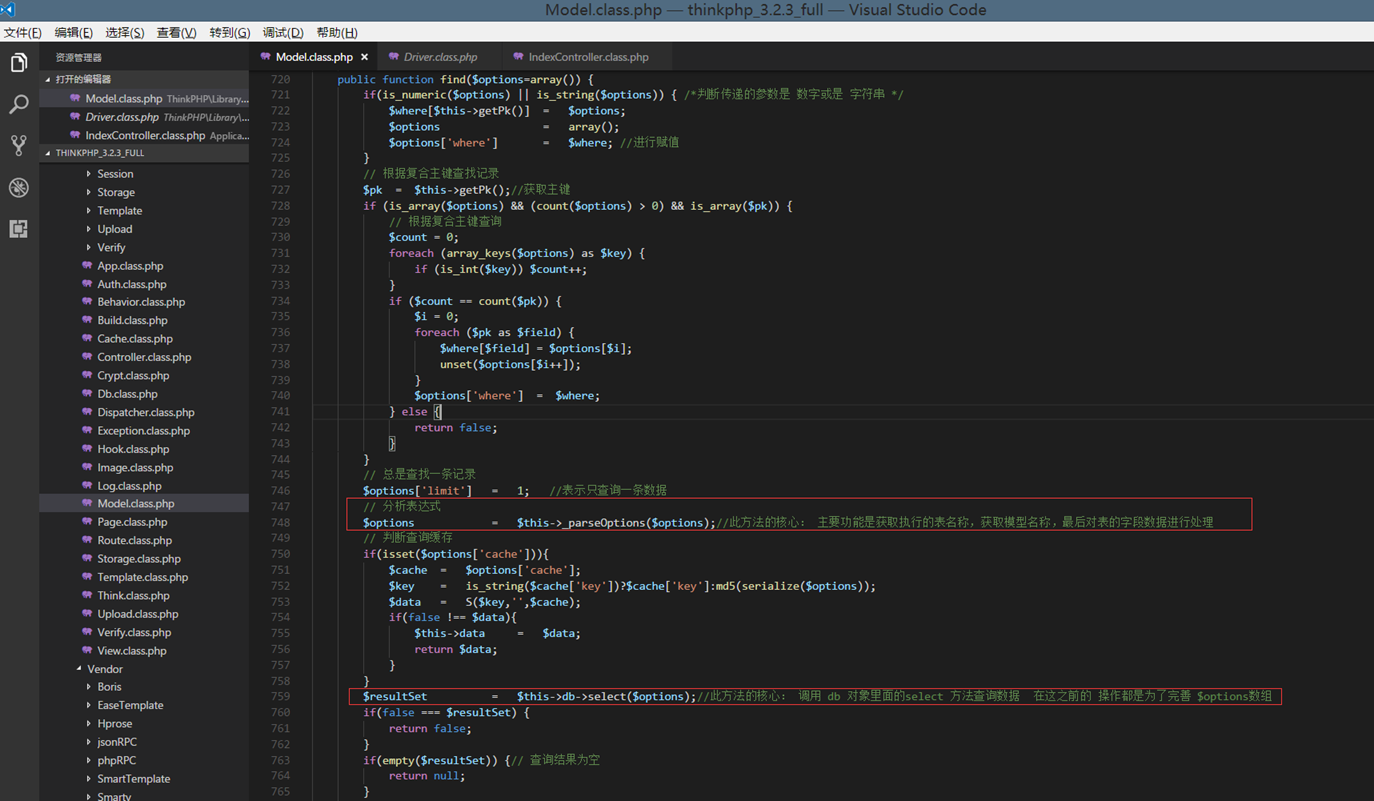 Model.class.php — thinkphp_3.2.3_full — Visual Studio Code
文件(F) 编辑(E) 选择(S) 查看(V) 转到(G) 调试(D) 帮助(H)
资源管理器
打开的编辑器
Model.class.php ThinkPHP\Library...
Driver.class.php ThinkPHP\Library\...
IndexController.class.php Applica...
THINKPHP_3.2.3_FULL
Session
Storage
Template
Upload
Verify
App.class.php
Auth.class.php
Behavior.class.php
Build.class.php
Cache.class.php
Controller.class.php
Crypt.class.php
Db.class.php
Dispatcher.class.php
Exception.class.php
Hook.class.php
Image.class.php
Log.class.php
Model.class.php
Page.class.php
Route.class.php
Storage.class.php
Template.class.php
Think.class.php
Upload.class.php
Verify.class.php
View.class.php
Vendor
Boris
EaseTemplate
Hprose
jsonRPC
phpRPC
SmartTemplate
Smarty
Model.class.php × Driver.class.php IndexController.class.php
720 public function find($options=array()) {
721 if(is_numeric($options) || is_string($options)) { /*判断传递的参数是 数字或是 字符串 */
722 $where[$this->getPk()] = $options;
723 $options = array();
724 $options['where'] = $where; //进行赋值
725 }
726 // 根据复合主键查找记录
727 $pk = $this->getPk();//获取主键
728 if (is_array($options) && (count($options) > 0) && is_array($pk)) {
729 // 根据复合主键查询
730 $count = 0;
731 foreach (array_keys($options) as $key) {
732 if (is_int($key)) $count++;
733 }
734 if ($count == count($pk)) {
735 $i = 0;
736 foreach ($pk as $field) {
737 $where[$field] = $options[$i];
738 unset($options[$i++]);
739 }
740 $options['where'] = $where;
741 } else {
742 return false;
743 }
744 }
745 // 总是查找一条记录
746 $options['limit'] = 1; //表示只查询一条数据
747 // 分析表达式
748 $options = $this->_parseOptions($options);//此方法的核心: 主要功能是获取执行的表名称，获取模型名称，最后对表的字段数据进行处理
749 // 判断查询缓存
750 if(isset($options['cache'])){
751 $cache = $options['cache'];
752 $key = is_string($cache['key'])?$cache['key']:md5(serialize($options));
753 $data = S($key,'',$cache);
754 if(false !== $data){
755 $this->data = $data;
756 return $data;
757 }
758 }
759 $resultSet = $this->db->select($options);//此方法的核心: 调用 db 对象里面的select 方法查询数据 在这之前的 操作都是为了完善 $options数组
760 if(false === $resultSet) {
761 return false;
762 }
763 if(empty($resultSet)) {// 查询结果为空
764 return null;
765 }